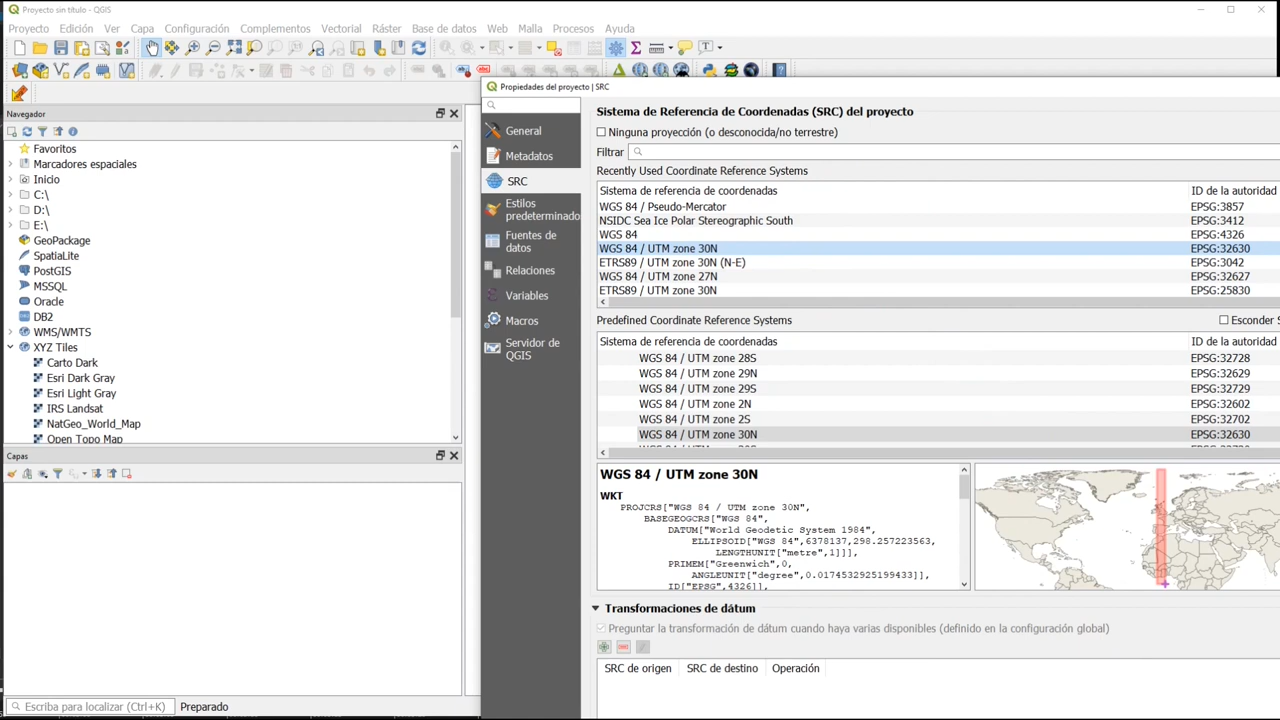 Proyecto sin título - QGIS
Proyecto Edición Ver Capa Configuración Complementos Vectorial Ráster Base de datos Web Malla Procesos Ayuda
Navegador
Favoritos
Marcadores espaciales
Inicio
C:\
D:\
E:\
GeoPackage
SpatiaLite
PostGIS
MSSQL
Oracle
DB2
WMS/WMTS
XYZ Tiles
Carto Dark
Esri Dark Gray
Esri Light Gray
IRS Landsat
NatGeo_World_Map
Open Topo Map
Capas
Escriba para localizar (Ctrl+K) Preparado
Propiedades del proyecto | SRC
General
Metadatos
SRC
Estilos
predeterminado
Fuentes de
datos
Relaciones
Variables
Macros
Servidor de
QGIS
Sistema de Referencia de Coordenadas (SRC) del proyecto
Ninguna proyección (o desconocida/no terrestre)
Filtrar
Recently Used Coordinate Reference Systems
Sistema de referencia de coordenadas ID de la autoridad
WGS 84 / Pseudo-Mercator EPSG:3857
NSIDC Sea Ice Polar Stereographic South EPSG:3412
WGS 84 EPSG:4326
WGS 84 / UTM zone 30N EPSG:32630
ETRS89 / UTM zone 30N (N-E) EPSG:3042
WGS 84 / UTM zone 27N EPSG:32627
ETRS89 / UTM zone 30N EPSG:25830
Predefined Coordinate Reference Systems Esconder S
Sistema de referencia de coordenadas ID de la autoridad
WGS 84 / UTM zone 28S EPSG:32728
WGS 84 / UTM zone 29N EPSG:32629
WGS 84 / UTM zone 29S EPSG:32729
WGS 84 / UTM zone 2N EPSG:32602
WGS 84 / UTM zone 2S EPSG:32702
WGS 84 / UTM zone 30N EPSG:32630
WGS 84 / UTM zone 30N
WKT
PROJCRS["WGS 84 / UTM zone 30N",
BASEGEOGCRS["WGS 84",
DATUM["World Geodetic System 1984",
ELLIPSOID["WGS 84",6378137,298.257223563,
LENGTHUNIT["metre",1]]],
PRIMEM["Greenwich",0,
ANGLEUNIT["degree",0.0174532925199433]],
ID["EPSG",4326]],
Transformaciones de dátum
Preguntar la transformación de dátum cuando haya varias disponibles (definido en la configuración global)
SRC de origen SRC de destino Operación